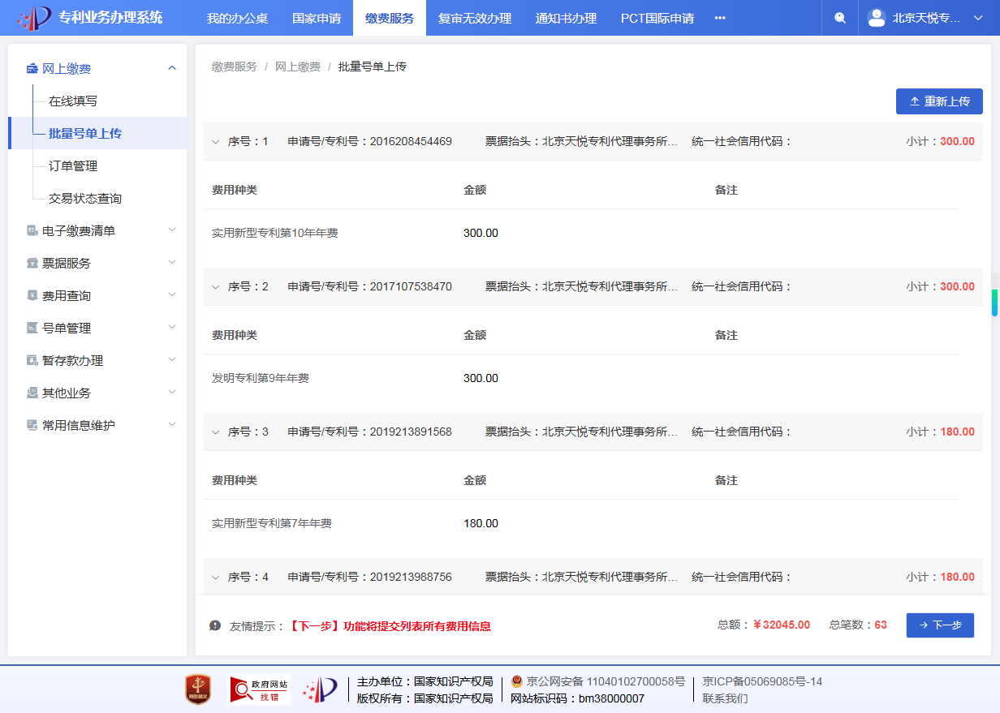 专利业务办理系统 我的办公桌 国家申请 缴费服务 复审无效办理 通知书办理 PCT国际申请 ••• 北京天悦专...
网上缴费
在线填写
批量号单上传
订单管理
交易状态查询
电子缴费清单
票据服务
费用查询
号单管理
暂存款办理
其他业务
常用信息维护
缴费服务 / 网上缴费 / 批量号单上传
重新上传
序号：1 申请号/专利号：2016208454469 票据抬头：北京天悦专利代理事务所... 统一社会信用代码： 小计：300.00
费用种类 金额 备注
实用新型专利第10年年费 300.00
序号：2 申请号/专利号：2017107538470 票据抬头：北京天悦专利代理事务所... 统一社会信用代码： 小计：300.00
费用种类 金额 备注
发明专利第9年年费 300.00
序号：3 申请号/专利号：2019213891568 票据抬头：北京天悦专利代理事务所... 统一社会信用代码： 小计：180.00
费用种类 金额 备注
实用新型专利第7年年费 180.00
序号：4 申请号/专利号：2019213988756 票据抬头：北京天悦专利代理事务所... 统一社会信用代码： 小计：180.00
友情提示：【下一步】功能将提交列表所有费用信息 总额：￥32045.00 总笔数：63 下一步
党政机关
政府网站
找错
主办单位：国家知识产权局
版权所有：国家知识产权局
京公网安备 11040102700058号
网站标识码：bm38000007
京ICP备05069085号-14
联系我们